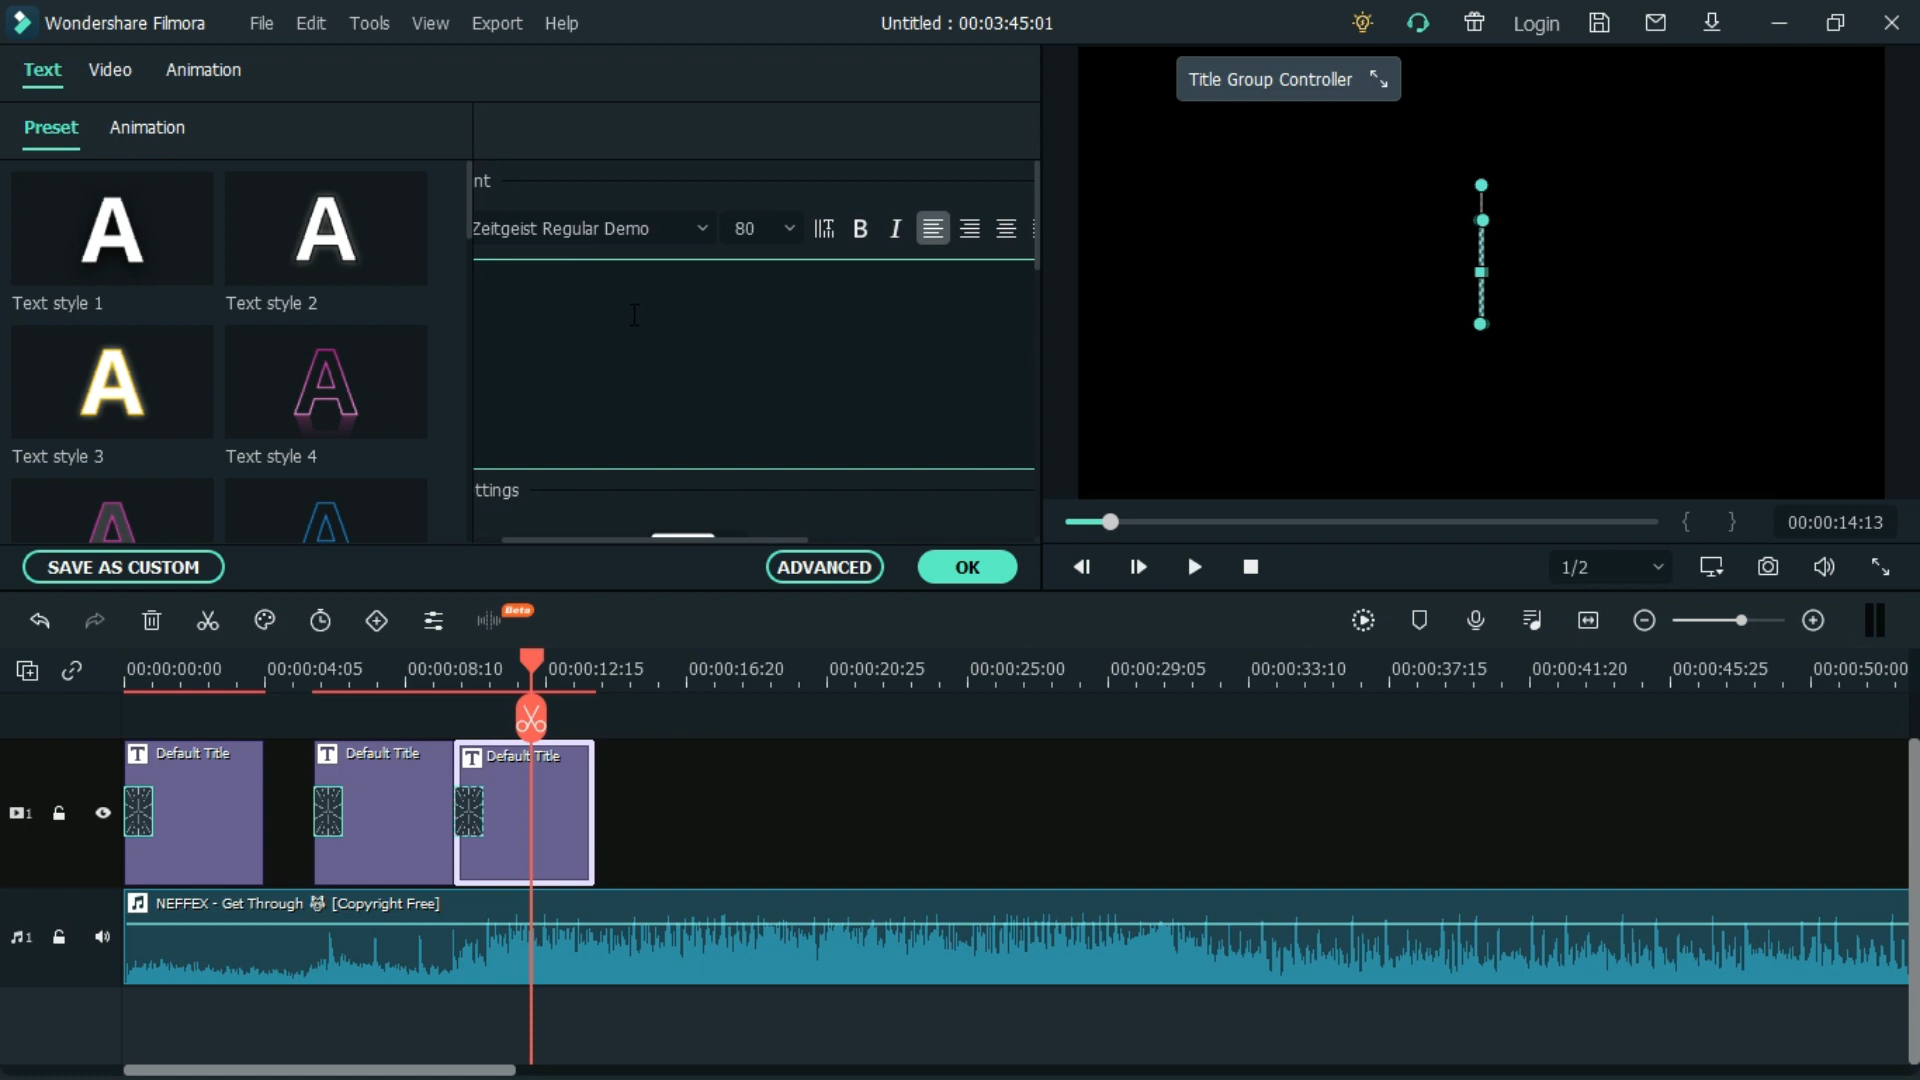 Wondershare Filmora File Edit Tools View Export Help Untitled : 00:03:45:01 Login
Text Video Animation
Title Group Controller
Preset Animation
nt
Zeitgeist Regular Demo 80 B I
A A
Text style 1 Text style 2
A A
Text style 3 Text style 4
A A
ttings
{ } 00:00:14:13
SAVE AS CUSTOM ADVANCED OK
1/2
Beta
00:00:00:00 00:00:04:05 00:00:08:10 00:00:12:15 00:00:16:20 00:00:20:25 00:00:25:00 00:00:29:05 00:00:33:10 00:00:37:15 00:00:41:20 00:00:45:25 00:00:50:00
T Default Title T Default Title T Default Title
1
NEFFEX - Get Through 🐺 [Copyright Free]
1